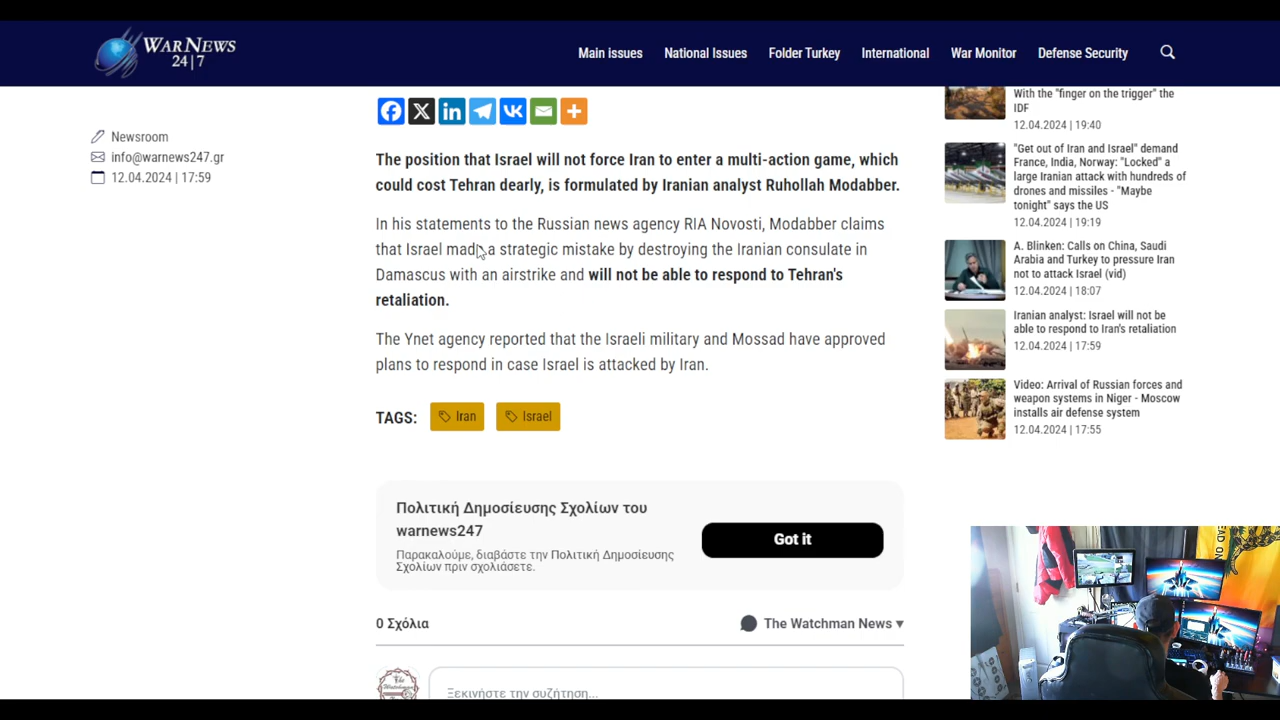 WARNEWS
24|7
Main issues
National Issues
Folder Turkey
International
War Monitor
Defense Security
Newsroom
info@warnews247.gr
12.04.2024 | 17:59
The position that Israel will not force Iran to enter a multi-action game, which
could cost Tehran dearly, is formulated by Iranian analyst Ruhollah Modabber.
In his statements to the Russian news agency RIA Novosti, Modabber claims
that Israel made a strategic mistake by destroying the Iranian consulate in
Damascus with an airstrike and will not be able to respond to Tehran's
retaliation.
The Ynet agency reported that the Israeli military and Mossad have approved
plans to respond in case Israel is attacked by Iran.
TAGS:
Iran
Israel
Πολιτική Δημοσίευσης Σχολίων του
warnews247
Παρακαλούμε, διαβάστε την Πολιτική Δημοσίευσης
Σχολίων πριν σχολιάσετε.
Got it
0 Σχόλια
The Watchman News
Ξεκινήστε την συζήτηση...
With the "finger on the trigger" the
IDF
12.04.2024 | 19:40
"Get out of Iran and Israel" demand
France, India, Norway: "Locked" a
large Iranian attack with hundreds of
drones and missiles - "Maybe
tonight" says the US
12.04.2024 | 19:19
A. Blinken: Calls on China, Saudi
Arabia and Turkey to pressure Iran
not to attack Israel (vid)
12.04.2024 | 18:07
Iranian analyst: Israel will not be
able to respond to Iran's retaliation
12.04.2024 | 17:59
Video: Arrival of Russian forces and
weapon systems in Niger - Moscow
installs air defense system
12.04.2024 | 17:55